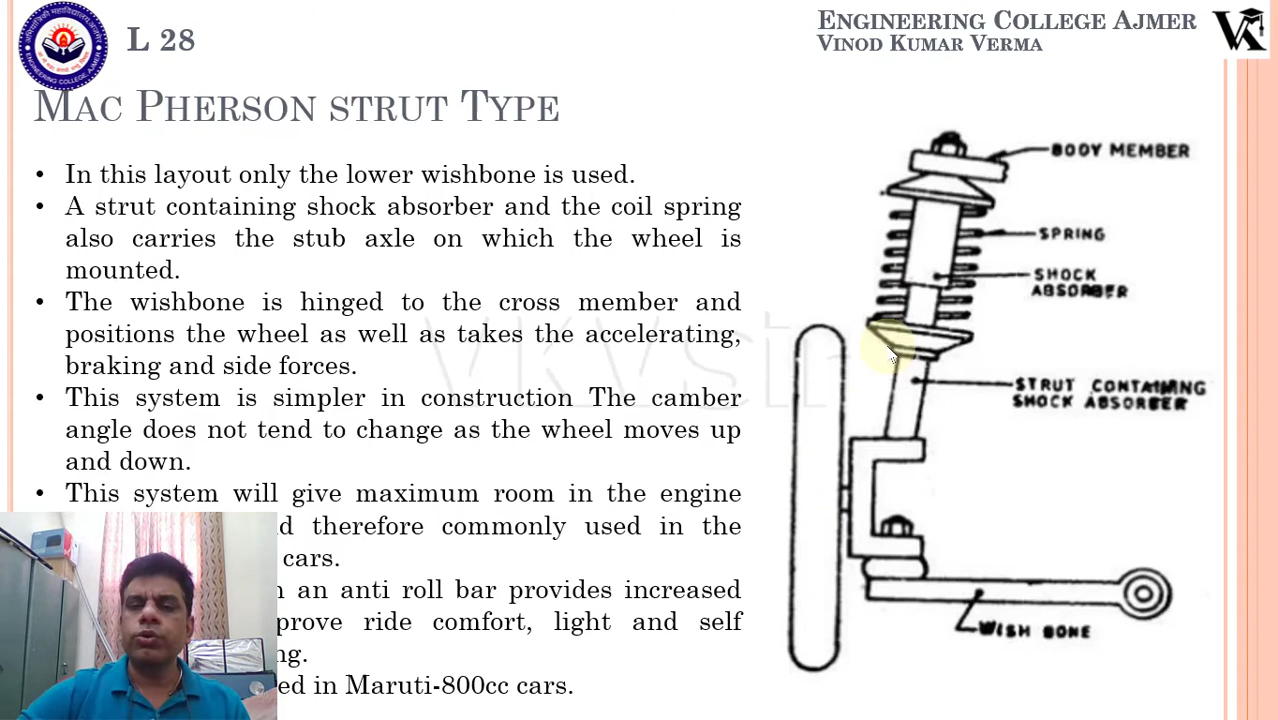 L 28
ENGINEERING COLLEGE AJMER
VINOD KUMAR VERMA
MAC PHERSON STRUT TYPE
• In this layout only the lower wishbone is used.
• A strut containing shock absorber and the coil spring
also carries the stub axle on which the wheel is
mounted.
• The wishbone is hinged to the cross member and
positions the wheel as well as takes the accelerating,
braking and side forces.
• This system is simpler in construction The camber
angle does not tend to change as the wheel moves up
and down.
• This system will give maximum room in the engine
therefore commonly used in the
cars.
an anti roll bar provides increased
ride comfort, light and self
in Maruti-800cc cars.
BODY MEMBER
SPRING
SHOCK
ABSORBER
STRUT CONTAINING
SHOCK ABSORBER
WISH BONE